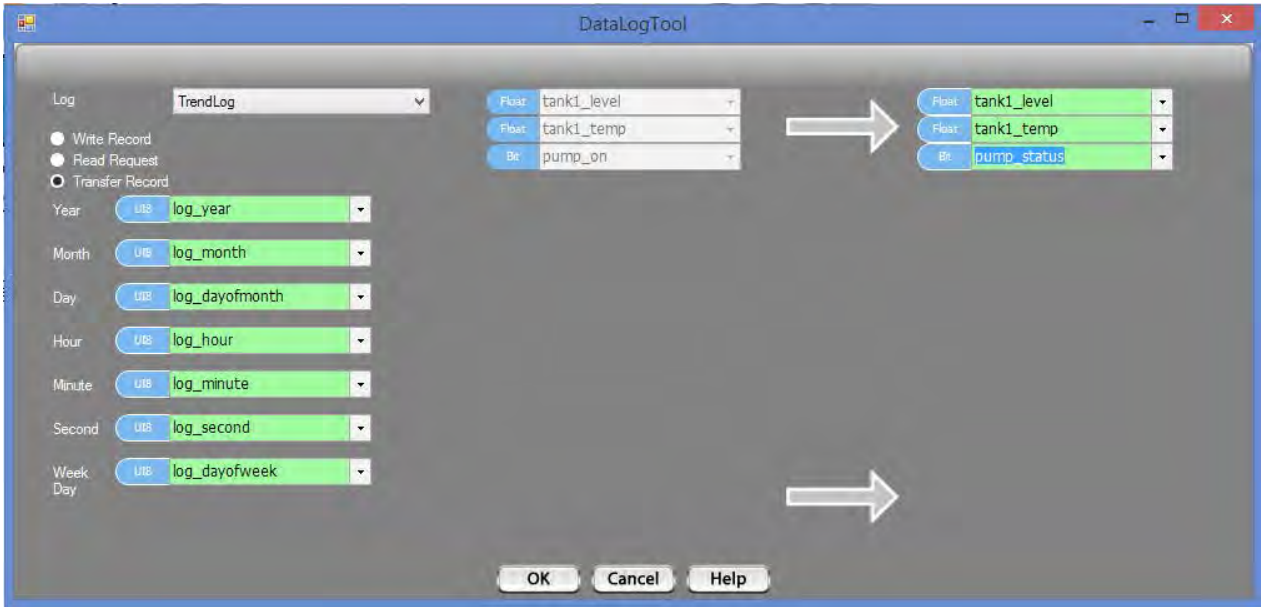 DataLogTool
Log TrendLog
Write Record
Read Request
Transfer Record
Year UI8 log_year
Month UI8 log_month
Day UI8 log_dayofmonth
Hour UI8 log_hour
Minute UI8 log_minute
Second UI8 log_second
Week Day UI8 log_dayofweek
Float tank1_level
Float tank1_temp
Bit pump_on
Float tank1_level
Float tank1_temp
Bit pump_status
OK Cancel Help